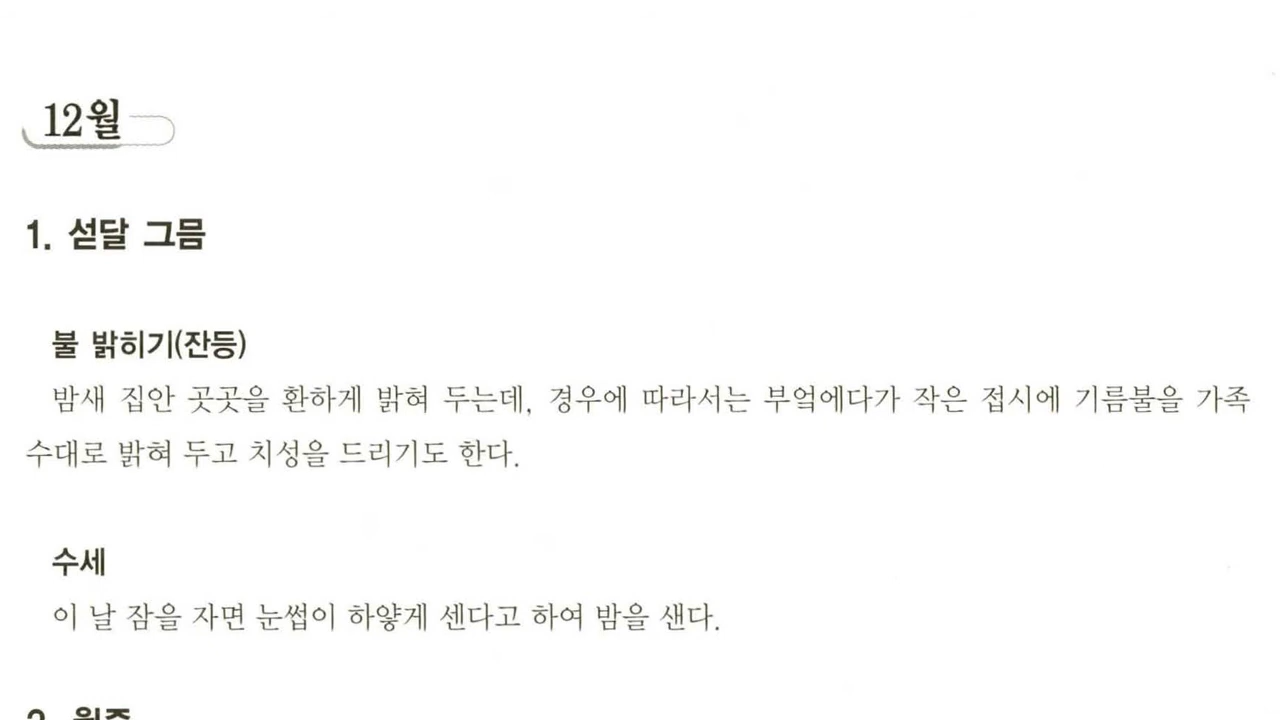 12월
1. 섣달 그믐
불 밝히기(잔등)
밤새 집안 곳곳을 환하게 밝혀 두는데, 경우에 따라서는 부엌에다가 작은 접시에 기름불을 가족
수대로 밝혀 두고 치성을 드리기도 한다.
수세
이 날 잠을 자면 눈썹이 하얗게 센다고 하여 밤을 샌다.
2. 월중